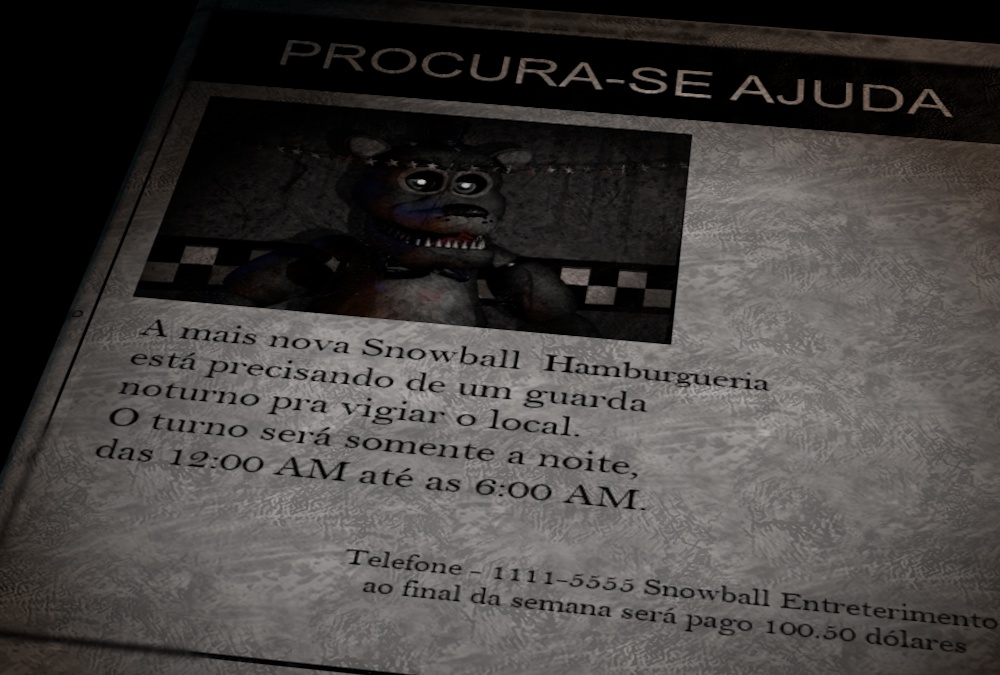 PROCURA-SE AJUDA
A mais nova Snowball Hamburgueria
está precisando de um guarda
noturno pra vigiar o local.
O turno será somente a noite,
das 12:00 AM até as 6:00 AM.
Telefone - 1111-5555 Snowball Entreterimento
ao final da semana será pago 100.50 dólares